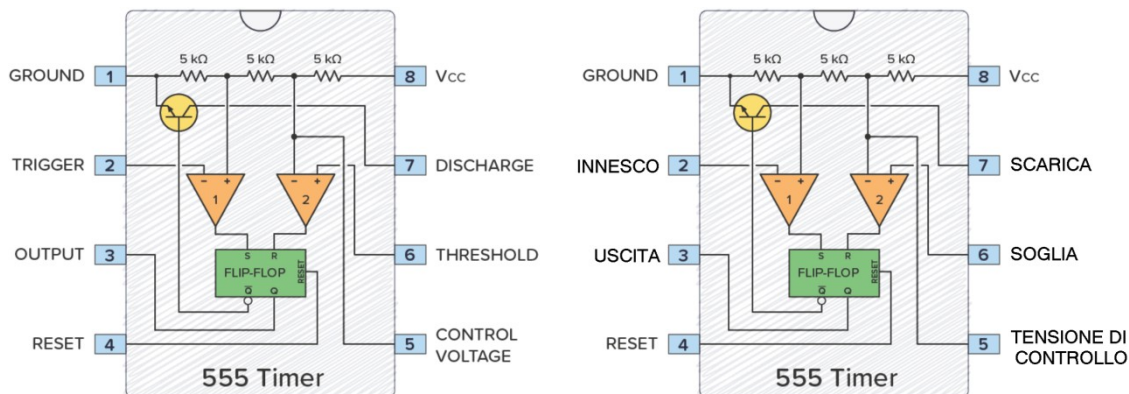 5 kΩ 5 kΩ 5 kΩ
GROUND 1 8 Vcc
TRIGGER 2 7 DISCHARGE
- + - +
1 2
OUTPUT 3 6 THRESHOLD
S R
FLIP-FLOP RESET
Q Q
RESET 4 5 CONTROL
VOLTAGE
555 Timer
5 kΩ 5 kΩ 5 kΩ
GROUND 1 8 Vcc
INNESCO 2 7 SCARICA
- + - +
1 2
USCITA 3 6 SOGLIA
S R
FLIP-FLOP RESET
Q Q
RESET 4 5 TENSIONE DI
CONTROLLO
555 Timer